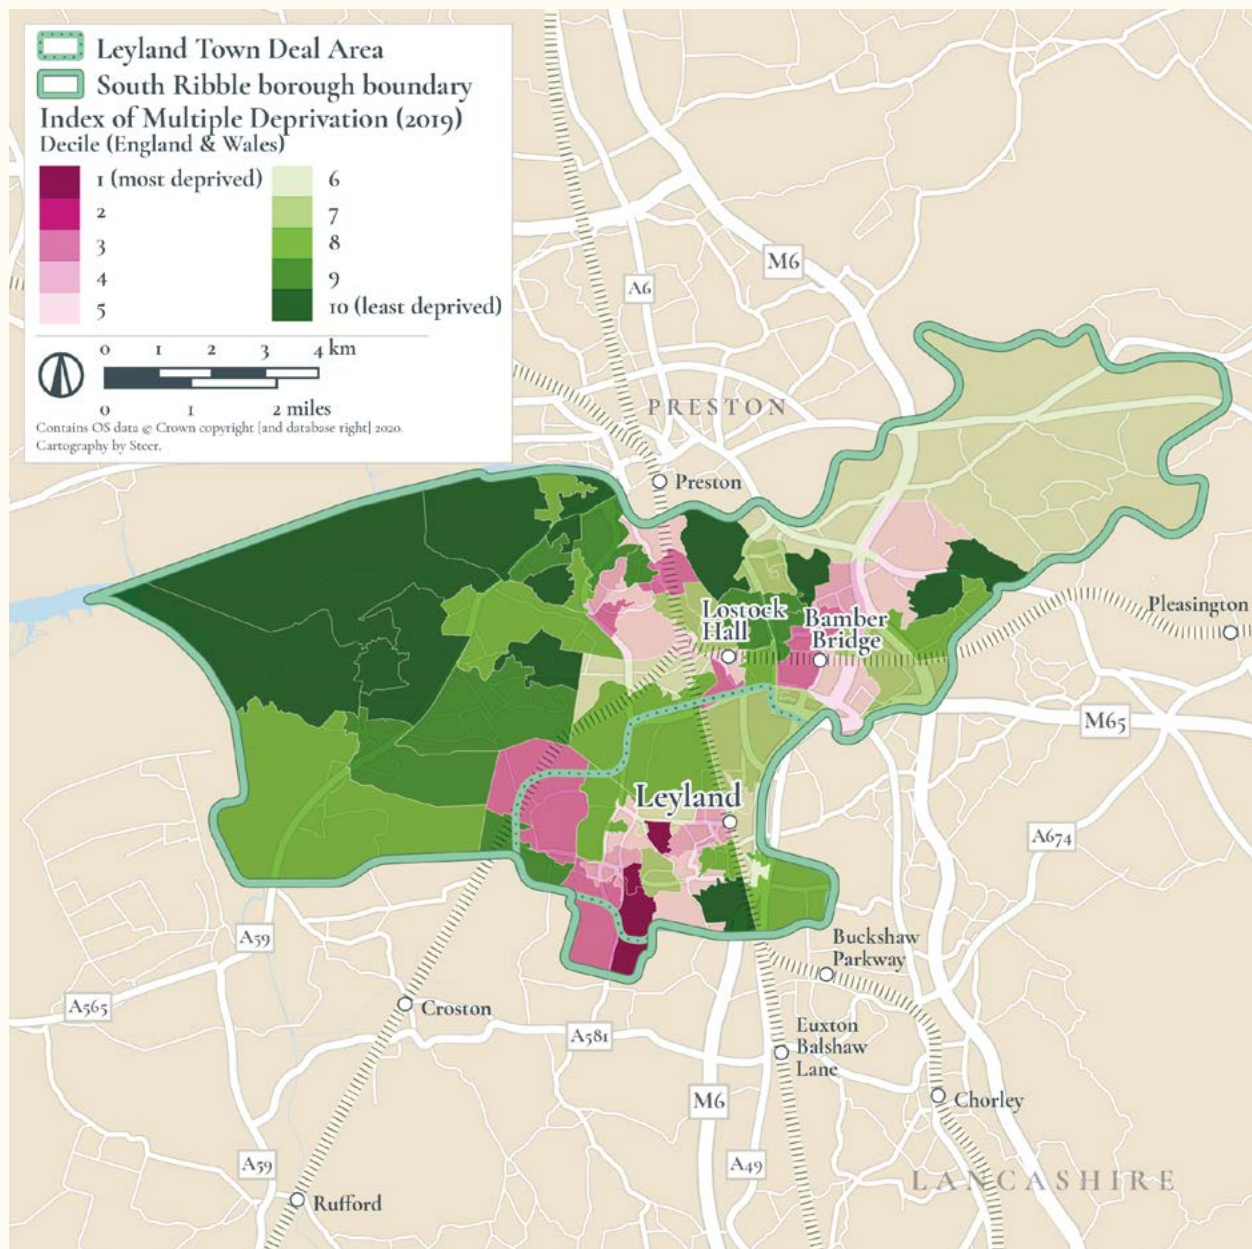 Leyland Town Deal Area
South Ribble borough boundary
Index of Multiple Deprivation (2019)
Decile (England & Wales)
1 (most deprived)
2
3
4
5
6
7
8
9
10 (least deprived)
0 1 2 3 4 km
0 1 2 miles
Contains OS data © Crown copyright [and database right] 2020.
Cartography by Steer.
M6
A6
PRESTON
Preston
Pleasington
Lostock
Hall
Bamber
Bridge
M65
Leyland
A674
A59
Buckshaw
Parkway
A565
Croston
A581
Euxton
Balshaw
Lane
M6
Chorley
A59
A49
LANCASHIRE
Rufford